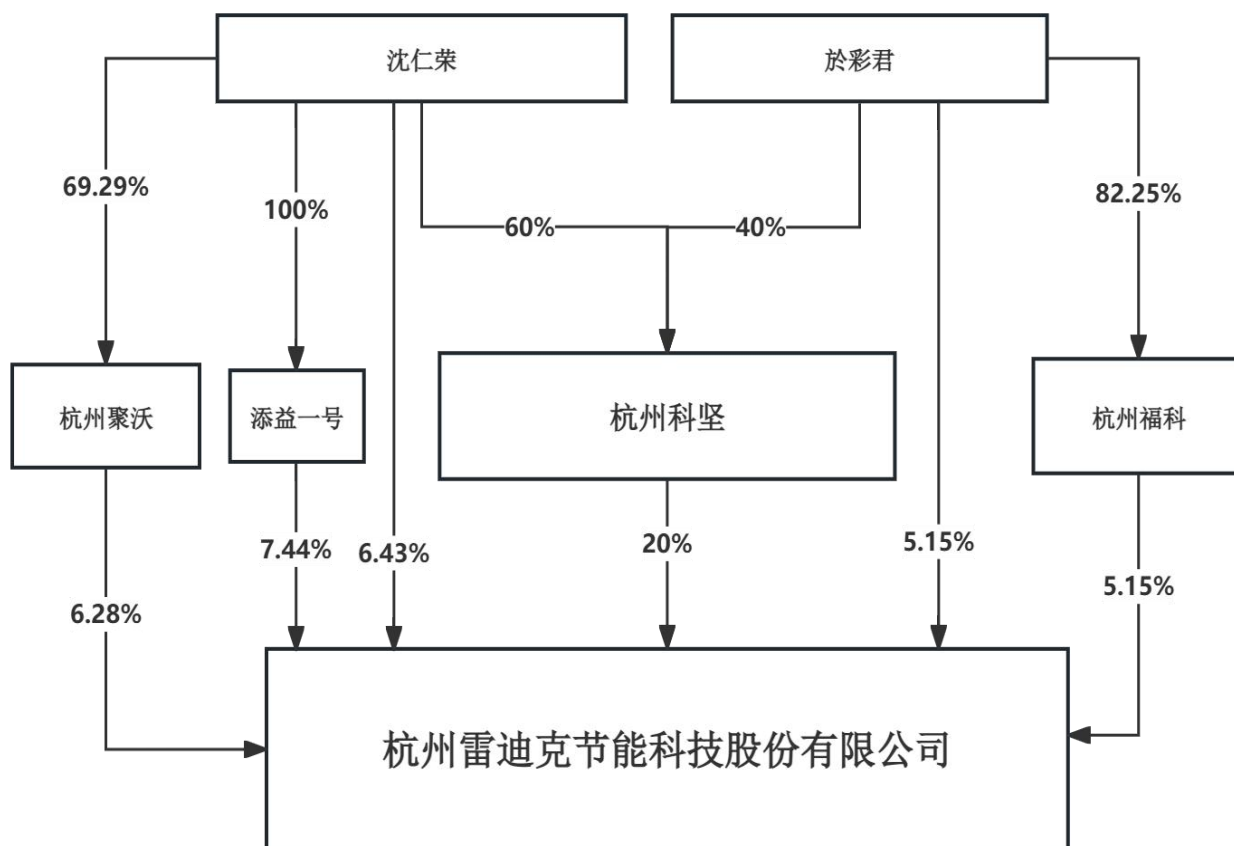 沈仁荣
於彩君
69.29%
100%
82.25%
60%
40%
杭州聚沃
添益一号
杭州科坚
杭州福科
7.44%
6.43%
20%
5.15%
6.28%
5.15%
杭州雷迪克节能科技股份有限公司